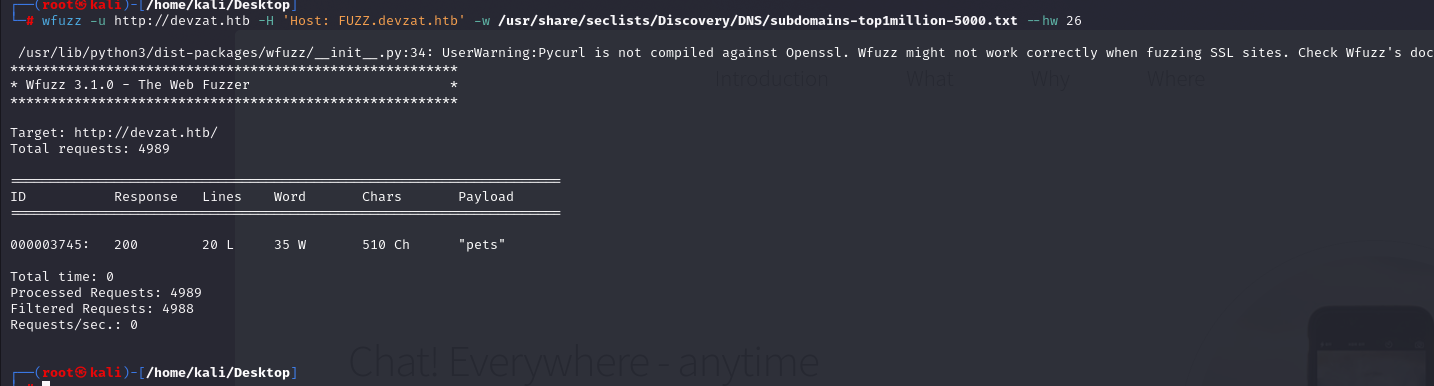 ┌──(root㉿kali)-[/home/kali/Desktop]
└─# wfuzz -u http://devzat.htb -H 'Host: FUZZ.devzat.htb' -w /usr/share/seclists/Discovery/DNS/subdomains-top1million-5000.txt --hw 26
/usr/lib/python3/dist-packages/wfuzz/__init__.py:34: UserWarning:Pycurl is not compiled against Openssl. Wfuzz might not work correctly when fuzzing SSL sites. Check Wfuzz's doc
Introduction What Why Where
********************************************************
* Wfuzz 3.1.0 - The Web Fuzzer                         *
********************************************************
Target: http://devzat.htb/
Total requests: 4989
=====================================================================
ID           Response   Lines    Word       Chars       Payload
=====================================================================
000003745:   200        20 L     35 W       510 Ch      "pets"
Total time: 0
Processed Requests: 4989
Filtered Requests: 4988
Requests/sec.: 0
Chat! Everywhere - anytime
┌──(root㉿kali)-[/home/kali/Desktop]
└─#